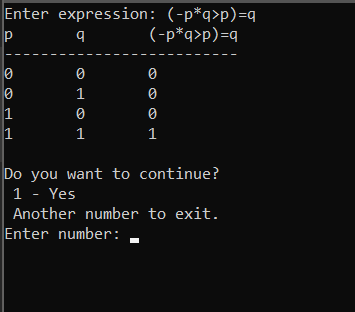 Enter expression: (-p*q>p)=q
p q (-p*q>p)=q
--------------------------
0 0 0
0 1 0
1 0 0
1 1 1
Do you want to continue?
1 - Yes
Another number to exit.
Enter number: